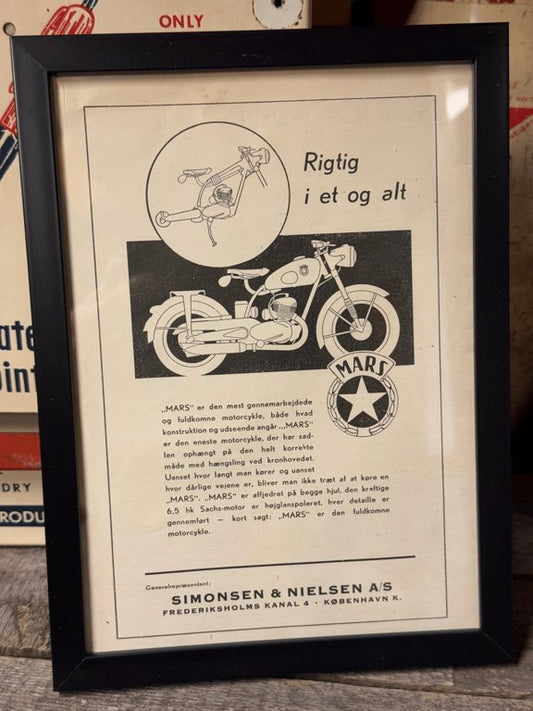 ONLY
Rigtig
i et og alt
MARS
„MARS" er den mest gennemarbejdede
og fuldkomne motorcykle, både hvad
konstruktion og udseende angår. „MARS"
er den eneste motorcykle, der har sad-
len ophængt på den helt korrekte
måde med hængsling ved kronhovedet.
Uanset hvor langt man kører og uanset
hvor dårlige vejene er, bliver man ikke træt af at køre en
„MARS". „MARS" er affjedret på begge hjul, den kraftige
6,5 hk Sachs-motor er højglanspoleret, hver detaille er
gennemført - kort sagt: „MARS" er den fuldkomne
motorcykle.
Generalrepræsentant:
SIMONSEN & NIELSEN A/S
FREDERIKSHOLMS KANAL 4 - KØBENHAVN K.
DRY